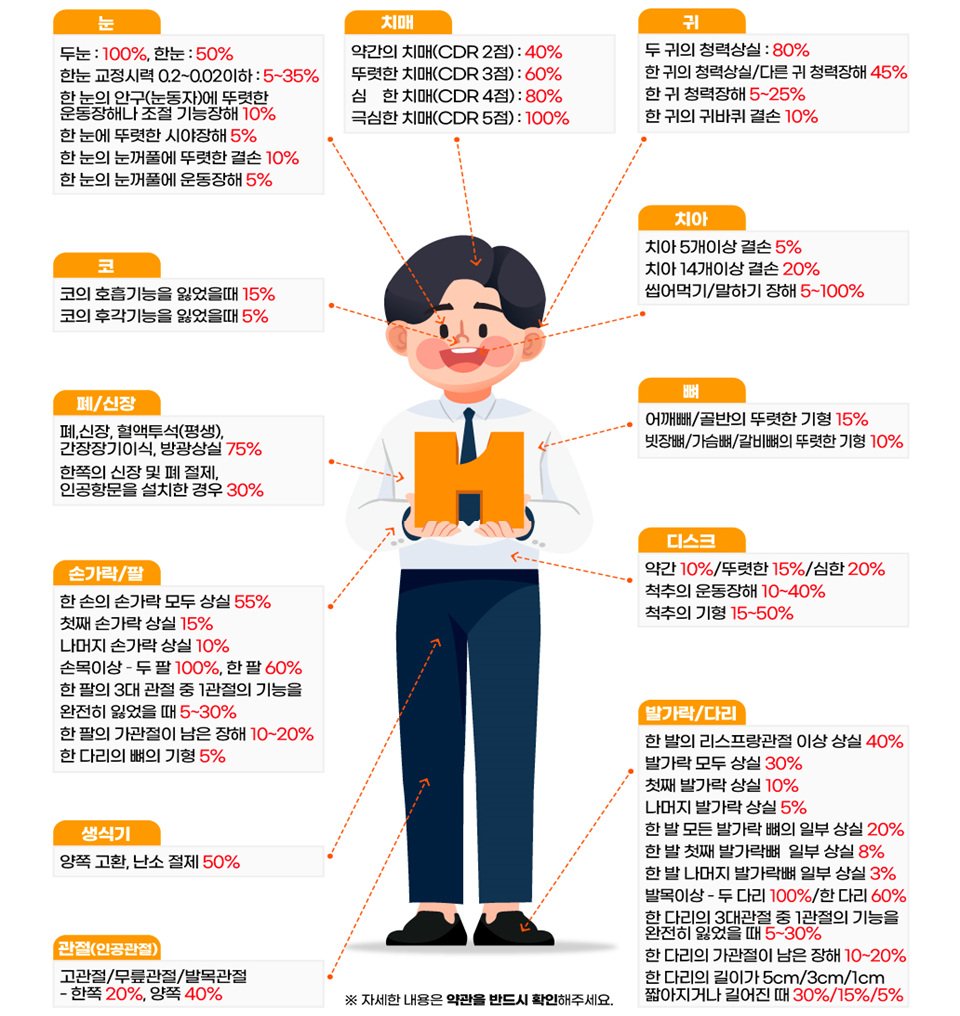 눈
두눈 : 100%, 한눈 : 50%
한눈 교정시력 0.2~0.02이하 : 5~35%
한 눈의 안구(눈동자)에 뚜렷한
운동장해나 조절 기능장해 10%
한 눈에 뚜렷한 시야장해 5%
한 눈의 눈꺼풀에 뚜렷한 결손 10%
한 눈의 눈꺼풀에 운동장해 5%
치매
약간의 치매(CDR 2점) : 40%
뚜렷한 치매(CDR 3점) : 60%
심 한 치매(CDR 4점) : 80%
극심한 치매(CDR 5점) : 100%
귀
두 귀의 청력상실 : 80%
한 귀의 청력상실/다른 귀 청력장해 45%
한 귀 청력장해 5~25%
한 귀의 귀바퀴 결손 10%
코
코의 호흡기능을 잃었을때 15%
코의 후각기능을 잃었을때 5%
치아
치아 5개이상 결손 5%
치아 14개이상 결손 20%
씹어먹기/말하기 장해 5~100%
폐/신장
폐,신장, 혈액투석(평생),
간장장기이식, 방광상실 75%
한쪽의 신장 및 폐 절제,
인공항문을 설치한 경우 30%
뼈
어깨뼈/골반의 뚜렷한 기형 15%
빗장뼈/가슴뼈/갈비뼈의 뚜렷한 기형 10%
손가락/팔
한 손의 손가락 모두 상실 55%
첫째 손가락 상실 15%
나머지 손가락 상실 10%
손목이상 - 두 팔 100%, 한 팔 60%
한 팔의 3대 관절 중 1관절의 기능을
완전히 잃었을 때 5~30%
한 팔의 가관절이 남은 장해 10~20%
한 다리의 뼈의 기형 5%
디스크
약간 10%/뚜렷한 15%/심한 20%
척추의 운동장해 10~40%
척추의 기형 15~50%
생식기
양쪽 고환, 난소 절제 50%
관절(인공관절)
고관절/무릎관절/발목관절
- 한쪽 20%, 양쪽 40%
발가락/다리
한 발의 리스프랑관절 이상 상실 40%
발가락 모두 상실 30%
첫째 발가락 상실 10%
나머지 발가락 상실 5%
한 발 모든 발가락 뼈의 일부 상실 20%
한 발 첫째 발가락뼈 일부 상실 8%
한 발 나머지 발가락뼈 일부 상실 3%
발목이상 - 두 다리 100%/한 다리 60%
한 다리의 3대관절 중 1관절의 기능을
완전히 잃었을 때 5~30%
한 다리의 가관절이 남은 장해 10~20%
한 다리의 길이가 5cm/3cm/1cm
짧아지거나 길어진 때 30%/15%/5%
※ 자세한 내용은 약관을 반드시 확인해주세요.